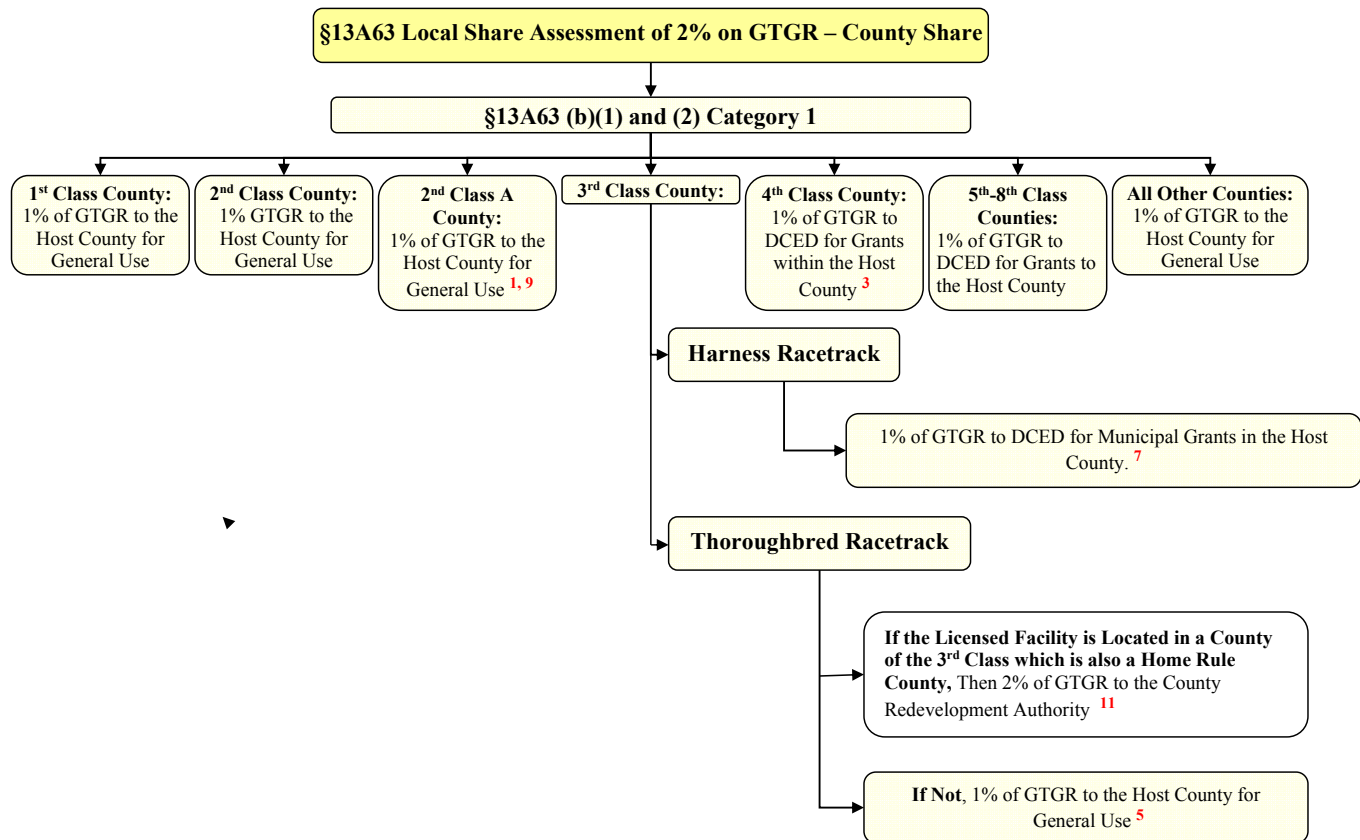 §13A63 Local Share Assessment of 2% on GTGR – County Share
§13A63 (b)(1) and (2) Category 1
1st Class County:
1% of GTGR to the
Host County for
General Use
2nd Class County:
1% GTGR to the
Host County for
General Use
2nd Class A
County:
1% of GTGR to the
Host County for
General Use 1, 9
3rd Class County:
4th Class County:
1% of GTGR to
DCED for Grants
within the Host
County 3
5th-8th Class
Counties:
1% of GTGR to
DCED for Grants to
the Host County
All Other Counties:
1% of GTGR to the
Host County for
General Use
Harness Racetrack
1% of GTGR to DCED for Municipal Grants in the Host
County. 7
Thoroughbred Racetrack
If the Licensed Facility is Located in a County
of the 3rd Class which is also a Home Rule
County, Then 2% of GTGR to the County
Redevelopment Authority 11
If Not, 1% of GTGR to the Host County for
General Use 5